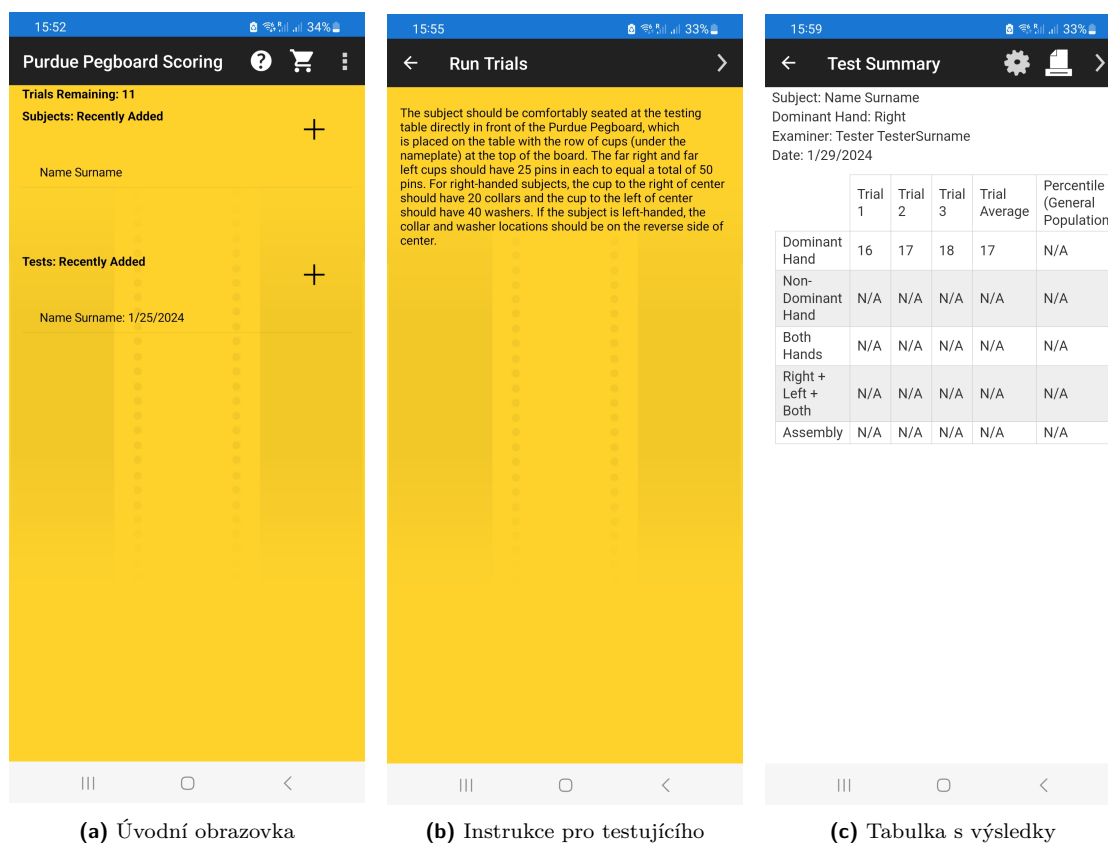 15:52
34%
Purdue Pegboard Scoring
Trials Remaining: 11
Subjects: Recently Added
Name Surname
Tests: Recently Added
Name Surname: 1/25/2024
(a) Úvodní obrazovka
15:55
33%
Run Trials
The subject should be comfortably seated at the testing
table directly in front of the Purdue Pegboard, which
is placed on the table with the row of cups (under the
nameplate) at the top of the board. The far right and far
left cups should have 25 pins in each to equal a total of 50
pins. For right-handed subjects, the cup to the right of center
should have 20 collars and the cup to the left of center
should have 40 washers. If the subject is left-handed, the
collar and washer locations should be on the reverse side of
center.
(b) Instrukce pro testujícího
15:59
33%
Test Summary
Subject: Name Surname
Dominant Hand: Right
Examiner: Tester TesterSurname
Date: 1/29/2024
Trial 1 Trial 2 Trial 3 Trial Average Percentile (General Population
Dominant Hand 16 17 18 17 N/A
Non-Dominant Hand N/A N/A N/A N/A N/A
Both Hands N/A N/A N/A N/A N/A
Right + Left + Both N/A N/A N/A N/A N/A
Assembly N/A N/A N/A N/A N/A
(c) Tabulka s výsledky